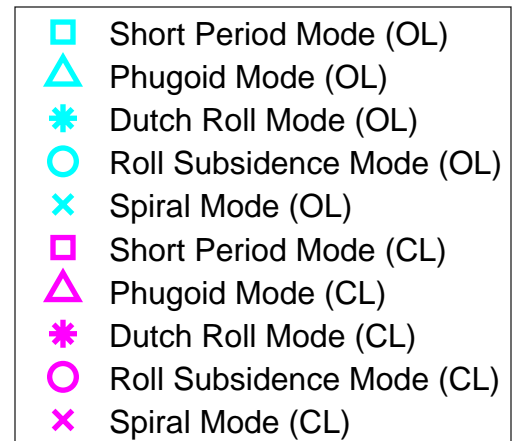 Short Period Mode (OL)
Phugoid Mode (OL)
Dutch Roll Mode (OL)
Roll Subsidence Mode (OL)
Spiral Mode (OL)
Short Period Mode (CL)
Phugoid Mode (CL)
Dutch Roll Mode (CL)
Roll Subsidence Mode (CL)
Spiral Mode (CL)